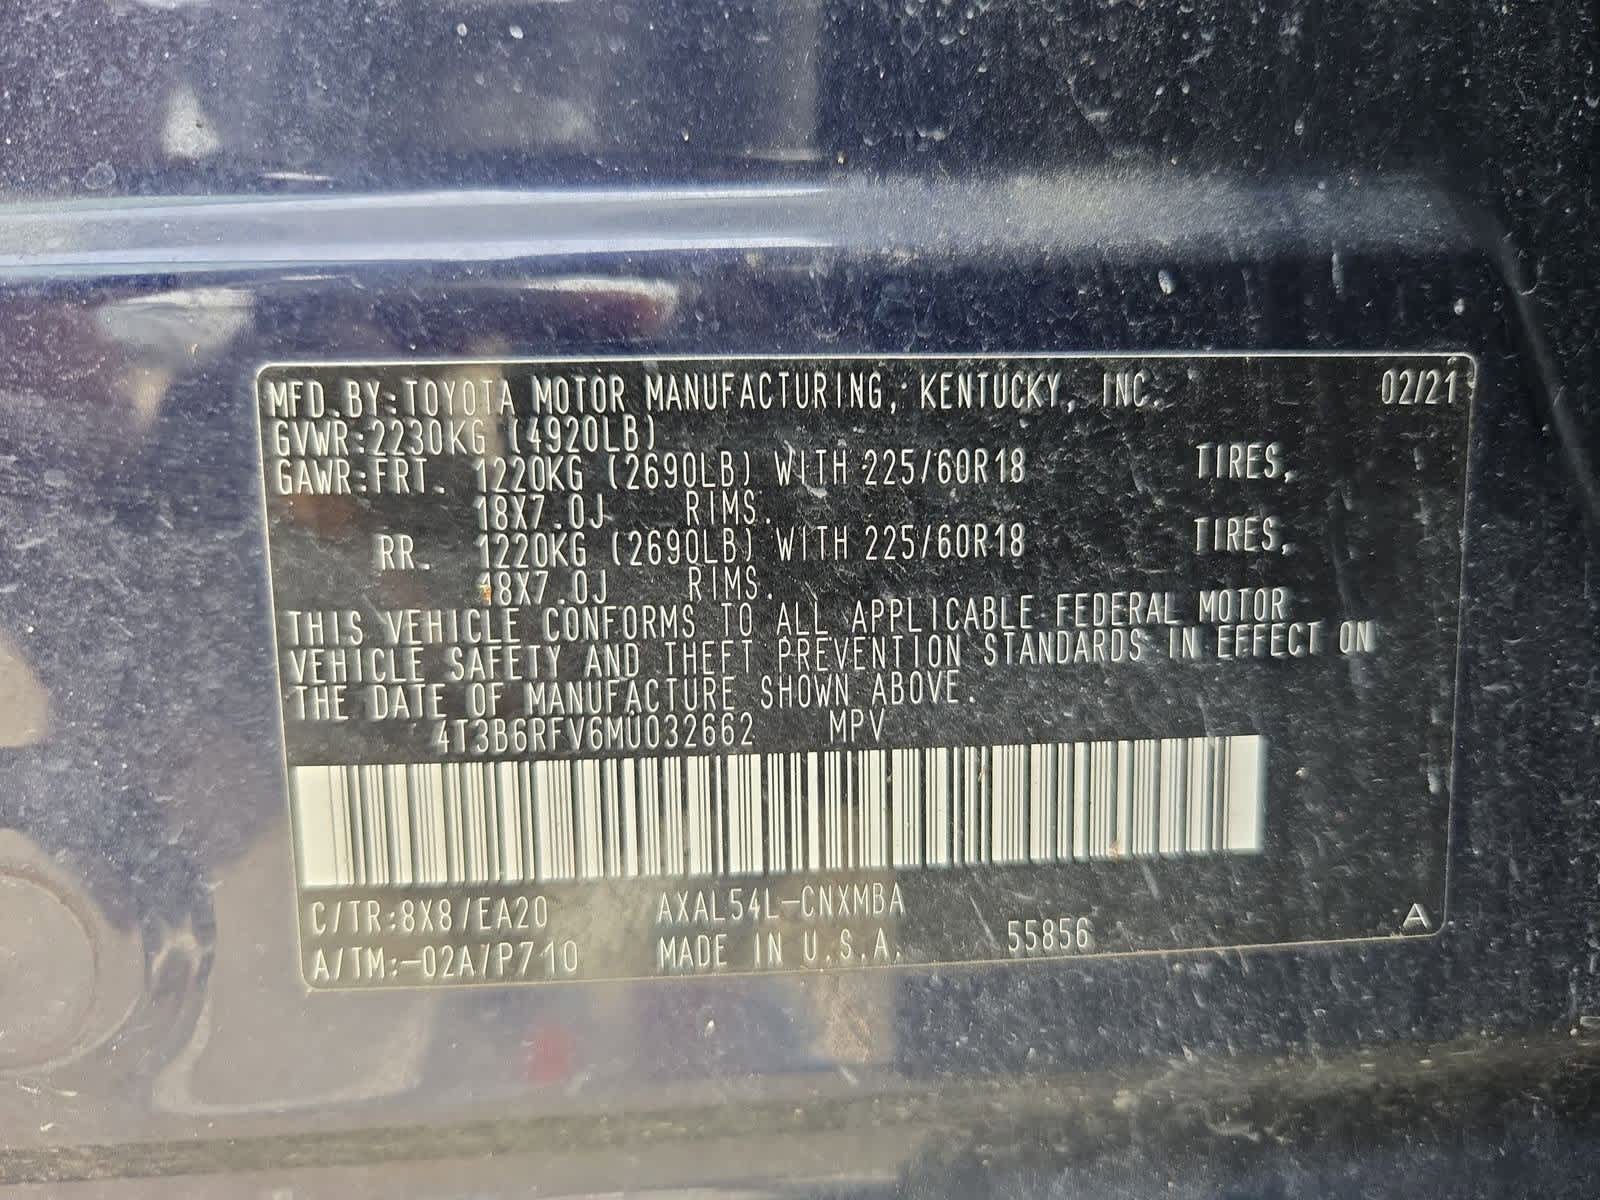 MFD.BY:TOYOTA MOTOR MANUFACTURING, KENTUCKY, INC. 02/21
GVWR:2230KG (4920LB)
GAWR:FRT. 1220KG (2690LB) WITH 225/60R18 TIRES,
18X7.0J RIMS.
RR. 1220KG (2690LB) WITH 225/60R18 TIRES,
18X7.0J RIMS.
THIS VEHICLE CONFORMS TO ALL APPLICABLE FEDERAL MOTOR
VEHICLE SAFETY AND THEFT PREVENTION STANDARDS IN EFFECT ON
THE DATE OF MANUFACTURE SHOWN ABOVE.
4T3B6RFV6MU032662 MPV
C/TR:8X8/EA20 AXAL54L-CNXMBA
A/TM:-02A/P710 MADE IN U.S.A. 55856 A